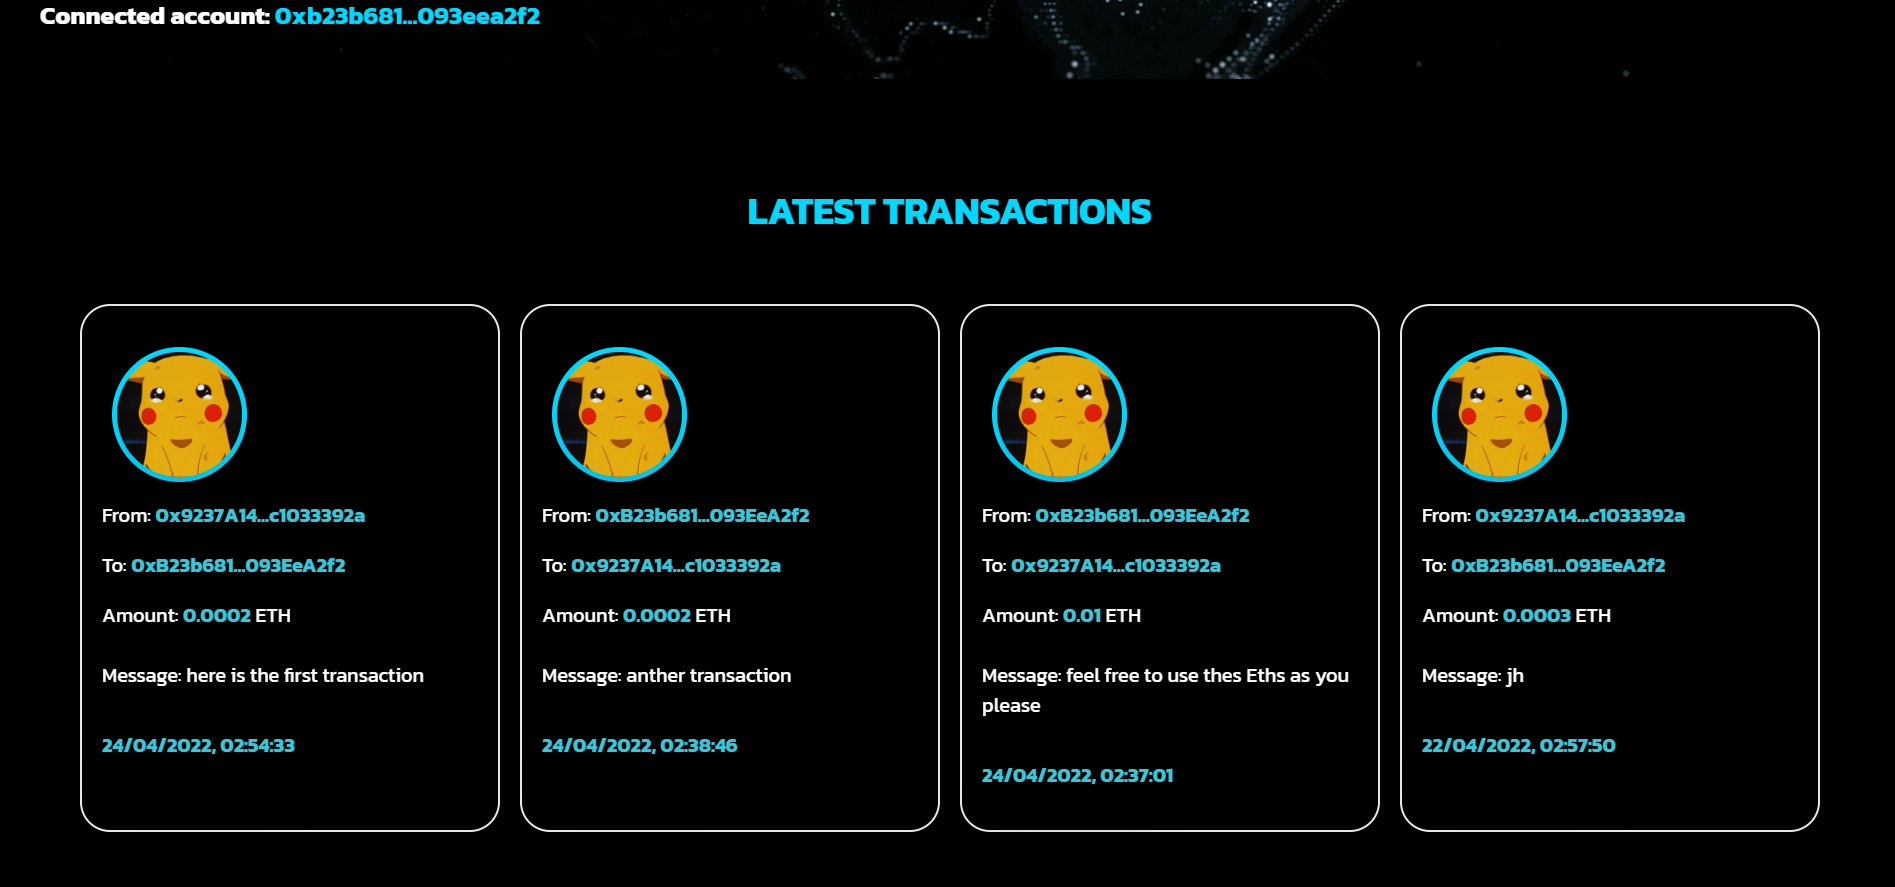 Connected account: 0xb23b681...093eea2f2
LATEST TRANSACTIONS
From: 0x9237A14...c1033392a
To: 0xB23b681...093EeA2f2
Amount: 0.0002 ETH
Message: here is the first transaction
24/04/2022, 02:54:33
From: 0xB23b681...093EeA2f2
To: 0x9237A14...c1033392a
Amount: 0.0002 ETH
Message: anther transaction
24/04/2022, 02:38:46
From: 0xB23b681...093EeA2f2
To: 0x9237A14...c1033392a
Amount: 0.01 ETH
Message: feel free to use thes Eths as you
please
24/04/2022, 02:37:01
From: 0x9237A14...c1033392a
To: 0xB23b681...093EeA2f2
Amount: 0.0003 ETH
Message: jh
22/04/2022, 02:57:50